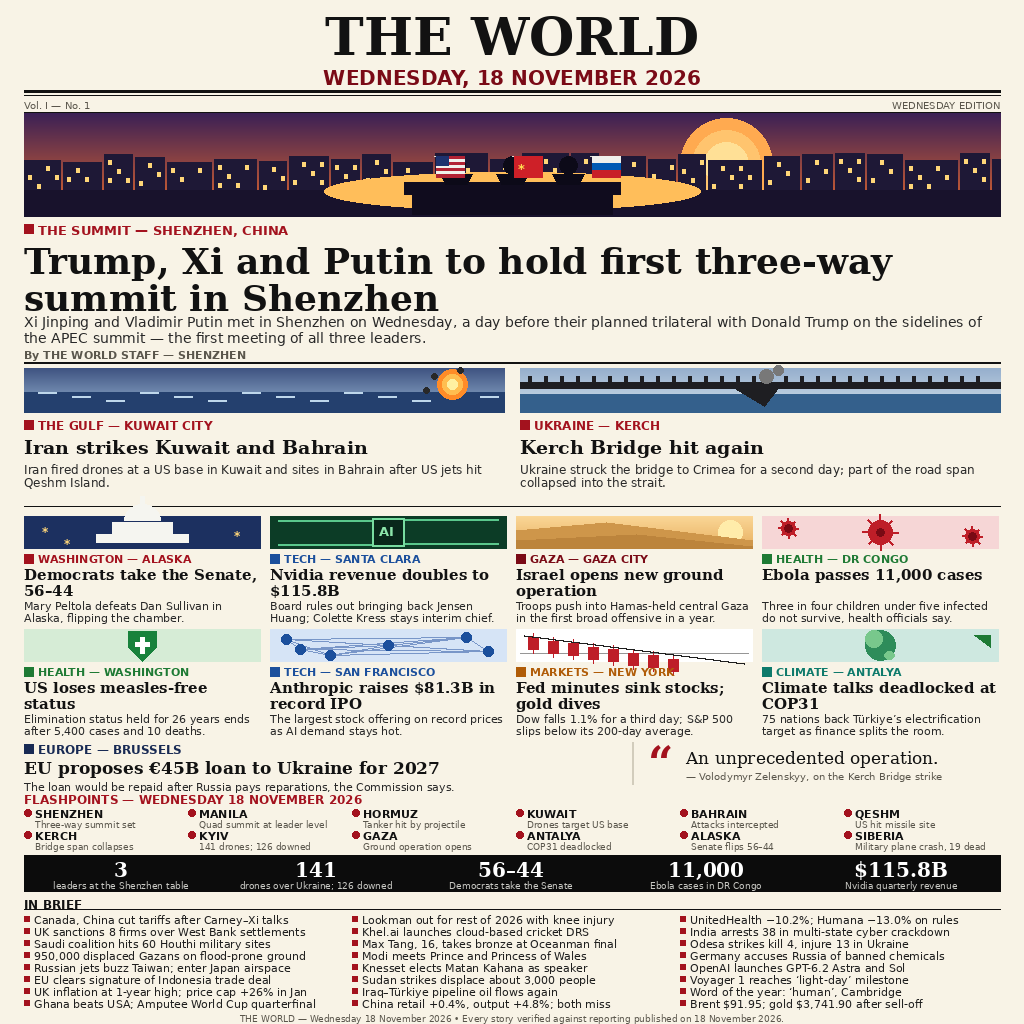 THE WORLD
WEDNESDAY, 18 NOVEMBER 2026
Vol. I — No. 1
WEDNESDAY EDITION
THE SUMMIT — SHENZHEN, CHINA
Trump, Xi and Putin to hold first three-way
summit in Shenzhen
Xi Jinping and Vladimir Putin met in Shenzhen on Wednesday, a day before their planned trilateral with Donald Trump on the sidelines of
the APEC summit — the first meeting of all three leaders.
By THE WORLD STAFF — SHENZHEN
THE GULF — KUWAIT CITY
Iran strikes Kuwait and Bahrain
Iran fired drones at a US base in Kuwait and sites in Bahrain after US jets hit
Qeshm Island.
UKRAINE — KERCH
Kerch Bridge hit again
Ukraine struck the bridge to Crimea for a second day; part of the road span
collapsed into the strait.
WASHINGTON — ALASKA
Democrats take the Senate,
56–44
Mary Peltola defeats Dan Sullivan in
Alaska, flipping the chamber.
AI
TECH — SANTA CLARA
Nvidia revenue doubles to
$115.8B
Board rules out bringing back Jensen
Huang; Colette Kress stays interim chief.
GAZA — GAZA CITY
Israel opens new ground
operation
Troops push into Hamas-held central Gaza
in the first broad offensive in a year.
HEALTH — DR CONGO
Ebola passes 11,000 cases
Three in four children under five infected
do not survive, health officials say.
HEALTH — WASHINGTON
US loses measles-free
status
Elimination status held for 26 years ends
after 5,400 cases and 10 deaths.
TECH — SAN FRANCISCO
Anthropic raises $81.3B in
record IPO
The largest stock offering on record prices
as AI demand stays hot.
MARKETS — NEW YORK
Fed minutes sink stocks;
gold dives
Dow falls 1.1% for a third day; S&P 500
slips below its 200-day average.
CLIMATE — ANTALYA
Climate talks deadlocked at
COP31
75 nations back Türkiye’s electrification
target as finance splits the room.
EUROPE — BRUSSELS
EU proposes €45B loan to Ukraine for 2027
The loan would be repaid after Russia pays reparations, the Commission says.
“ An unprecedented operation.
— Volodymyr Zelenskyy, on the Kerch Bridge strike
FLASHPOINTS — WEDNESDAY 18 NOVEMBER 2026
SHENZHEN
Three-way summit set
MANILA
Quad summit at leader level
HORMUZ
Tanker hit by projectile
KUWAIT
Drones target US base
BAHRAIN
Attacks intercepted
QESHM
US hit missile site
KERCH
Bridge span collapses
KYIV
141 drones; 126 downed
GAZA
Ground operation opens
ANTALYA
COP31 deadlocked
ALASKA
Senate flips 56–44
SIBERIA
Military plane crash, 19 dead
3
leaders at the Shenzhen table
141
drones over Ukraine; 126 downed
56–44
Democrats take the Senate
11,000
Ebola cases in DR Congo
$115.8B
Nvidia quarterly revenue
IN BRIEF
Canada, China cut tariffs after Carney–Xi talks
UK sanctions 8 firms over West Bank settlements
Saudi coalition hits 60 Houthi military sites
950,000 displaced Gazans on flood-prone ground
Russian jets buzz Taiwan; enter Japan airspace
EU clears signature of Indonesia trade deal
UK inflation at 1-year high; price cap +26% in Jan
Ghana beats USA; Amputee World Cup quarterfinal
Lookman out for rest of 2026 with knee injury
Khel.ai launches cloud-based cricket DRS
Max Tang, 16, takes bronze at Oceanman final
Modi meets Prince and Princess of Wales
Knesset elects Matan Kahana as speaker
Sudan strikes displace about 3,000 people
Iraq–Türkiye pipeline oil flows again
China retail +0.4%, output +4.8%; both miss
UnitedHealth −10.2%; Humana −13.0% on rules
India arrests 38 in multi-state cyber crackdown
Odesa strikes kill 4, injure 13 in Ukraine
Germany accuses Russia of banned chemicals
OpenAI launches GPT-6.2 Astra and Sol
Voyager 1 reaches ‘light-day’ milestone
Word of the year: ‘human’, Cambridge
Brent $91.95; gold $3,741.90 after sell-off
THE WORLD — Wednesday 18 November 2026 • Every story verified against reporting published on 18 November 2026.